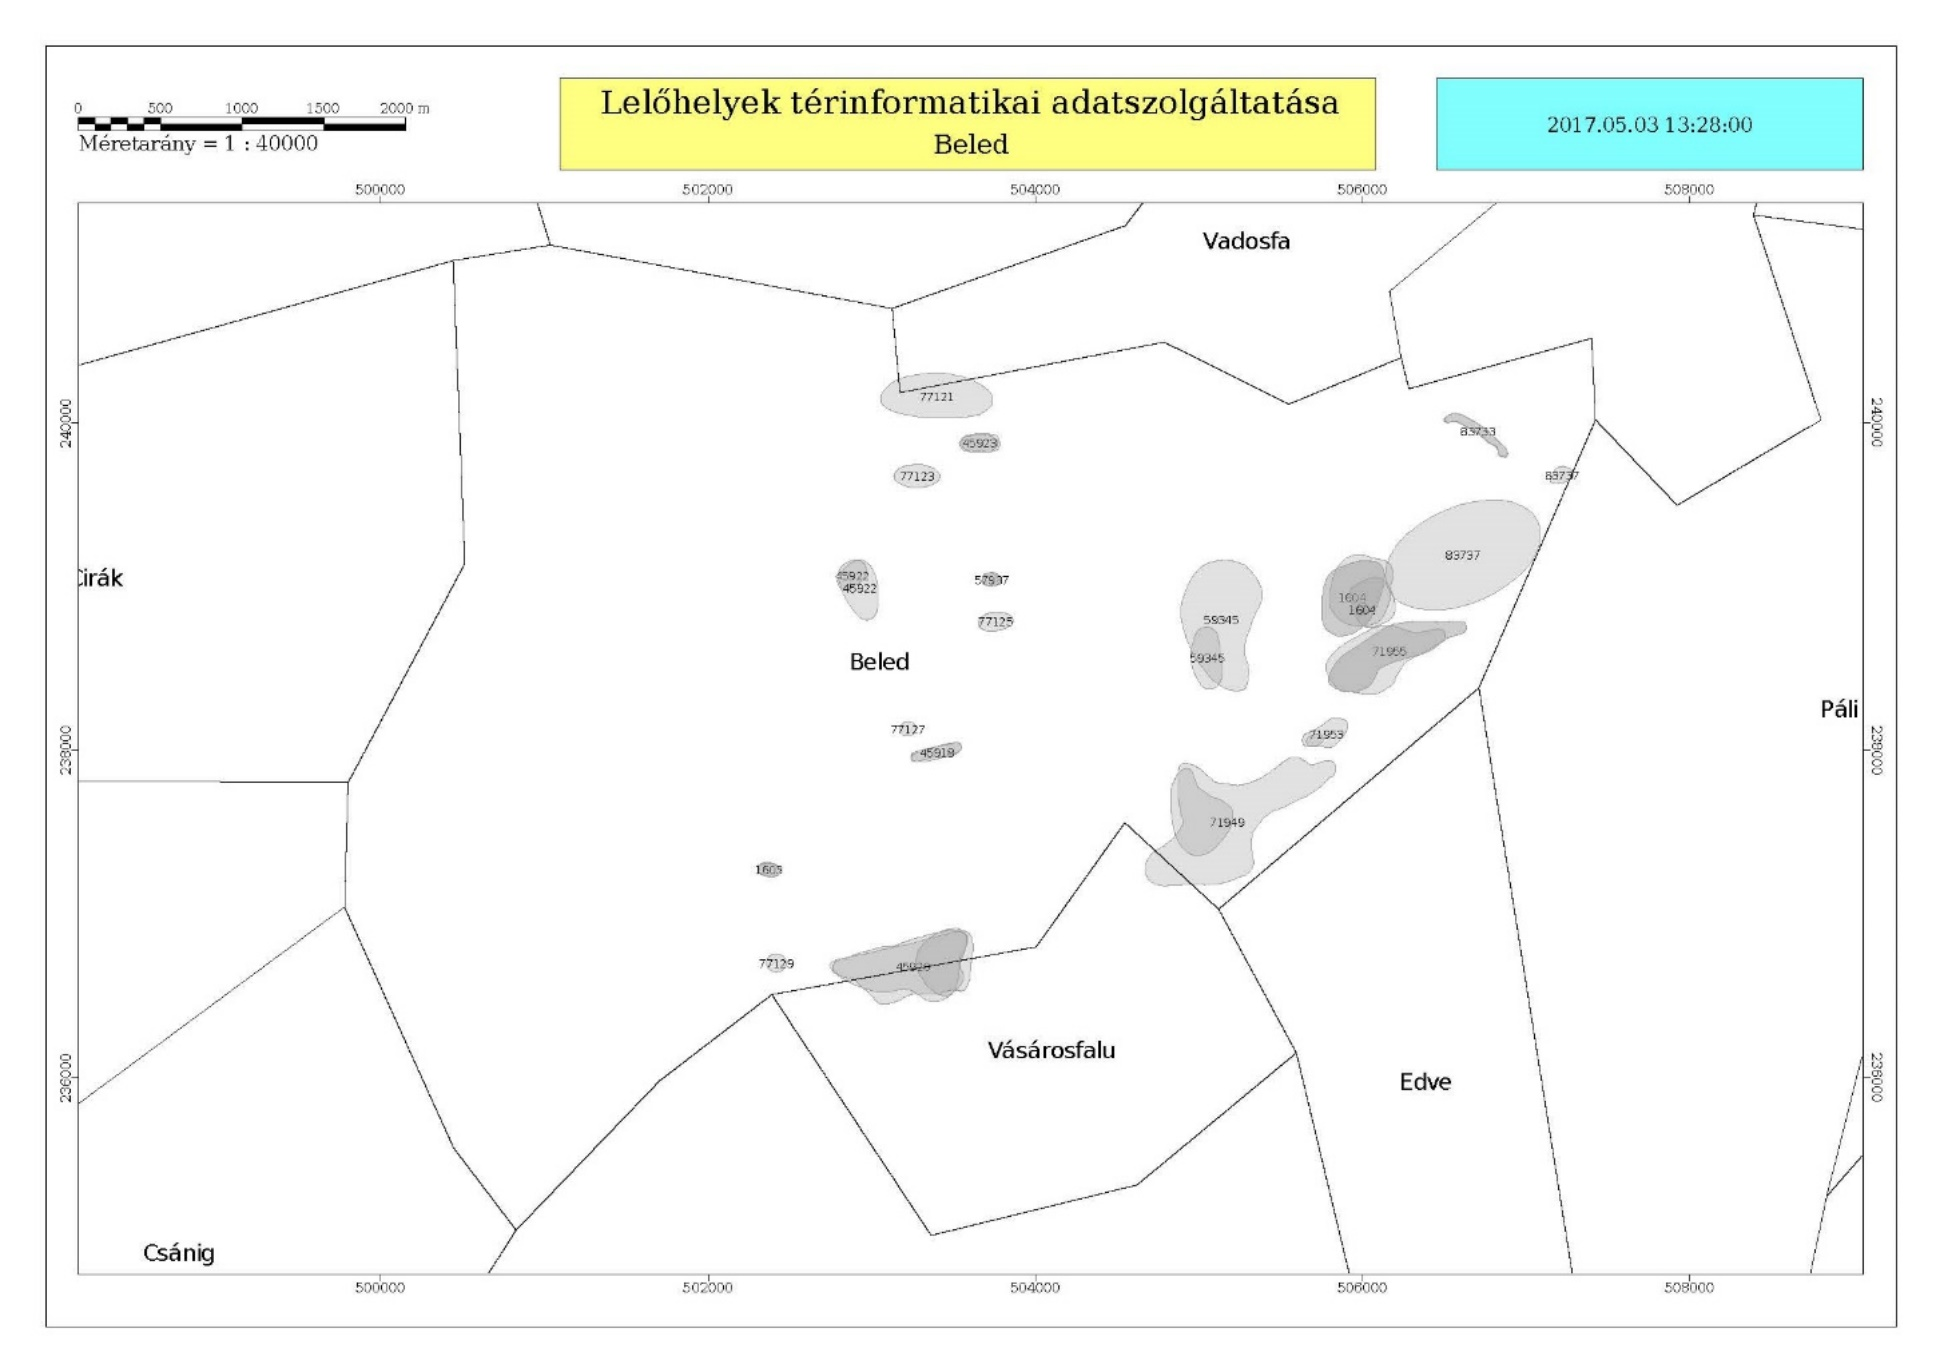 0 500 1000 1500 2000 m
Méretarány = 1 : 40000
Lelőhelyek térinformatikai adatszolgáltatása
Beled
2017.05.03 13:28:00
500000 502000 504000 506000 508000
Vadosfa
77121
240000
240000
83733
45923
77123
83737
83737
45922
57937
Cirák
45922
1604
1604
77125
59345
71955
59345
Beled
Páli
77127
71953
238000
45918
238000
71949
1605
77129
Vásárosfalu
236000
236000
Edve
Csánig
500000 502000 504000 506000 508000